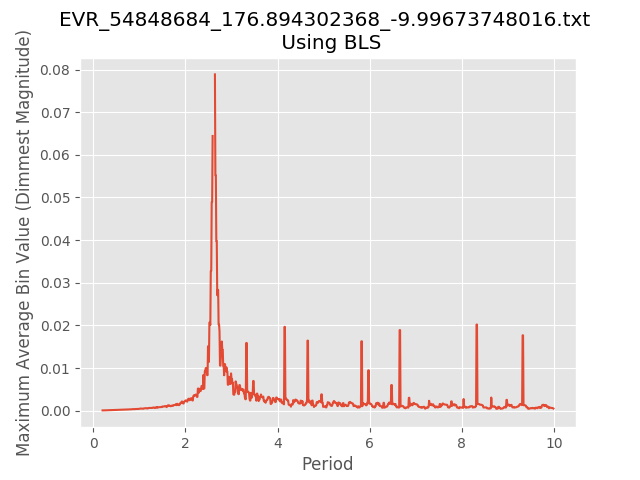 EVR_54848684_176.894302368_-9.99673748016.txt
Using BLS
Maximum Average Bin Value (Dimmest Magnitude)
0.08
0.07
0.06
0.05
0.04
0.03
0.02
0.01
0.00
0 2 4 6 8 10
Period